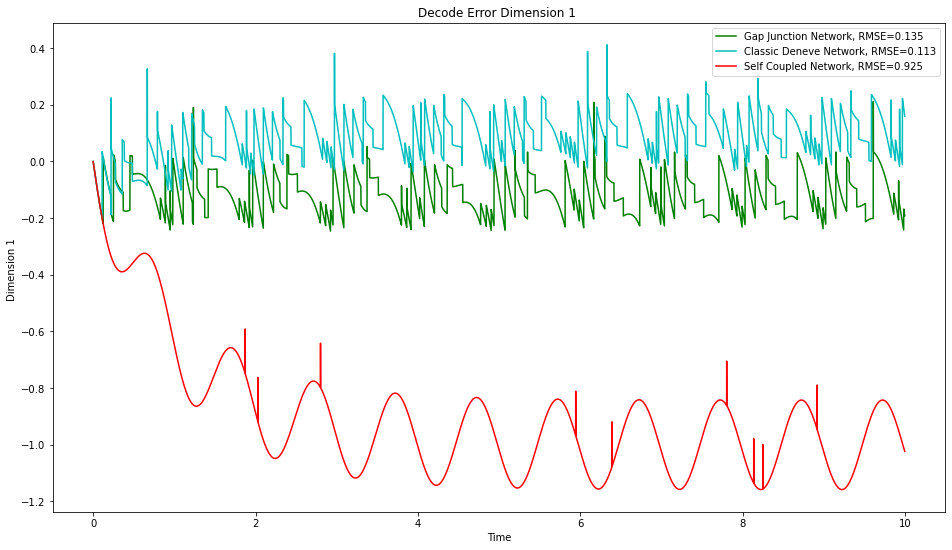 Decode Error Dimension 1
Gap Junction Network, RMSE=0.135
Classic Deneve Network, RMSE=0.113
Self Coupled Network, RMSE=0.925
0.4
0.2
0.0
−0.2
−0.4
−0.6
−0.8
−1.0
−1.2
Dimension 1
0 2 4 6 8 10
Time